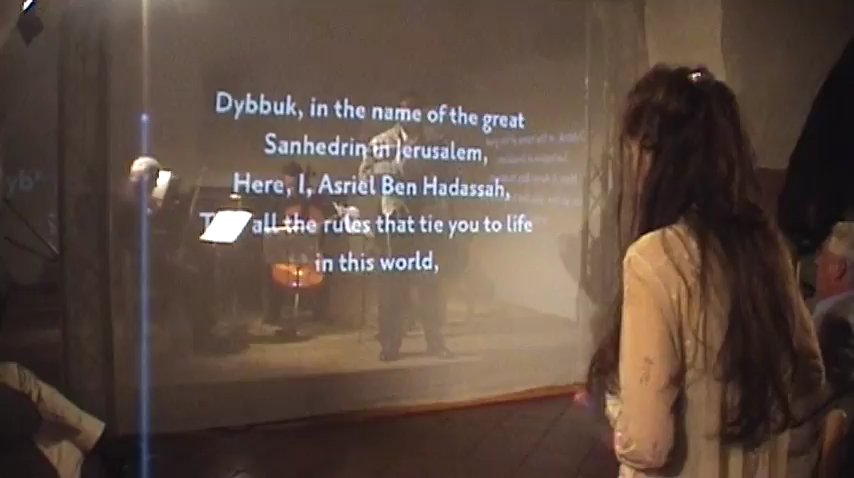 Dybbuk, in the name of the great
Sanhedrin in Jerusalem,
Here, I, Asriel Ben Hadassah,
all the rules that tie you to life
in this world,